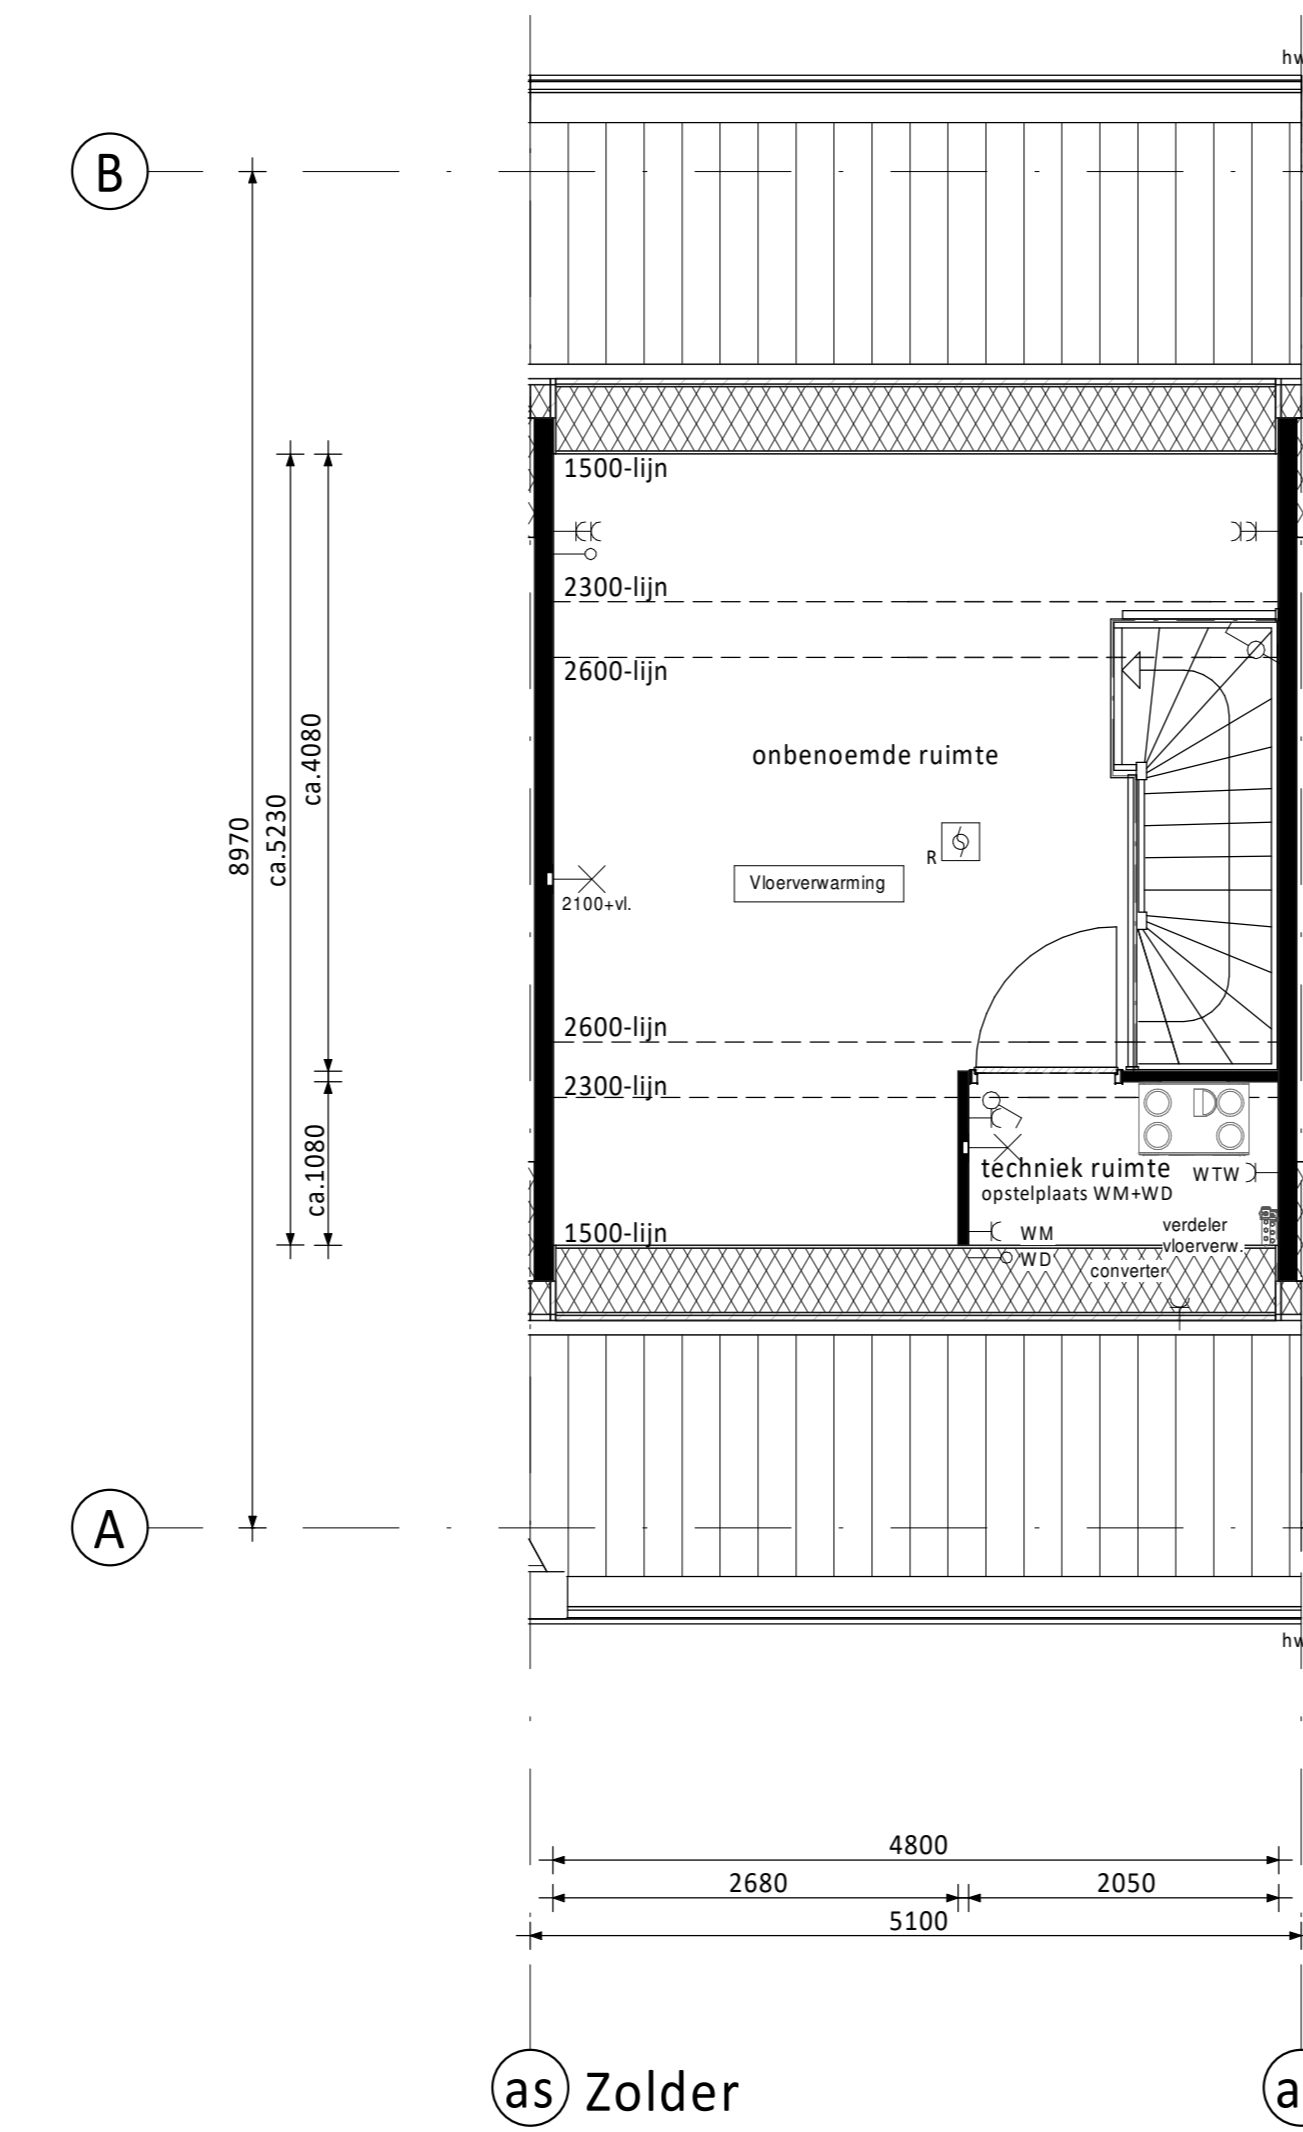 hw
B
1500-lijn
2300-lijn
2600-lijn
onbenoemde ruimte
ca.4080
8970
ca.5230
R
Vloerverwarming
2100+vl.
2600-lijn
2300-lijn
ca.1080
techniek ruimte
WTW
opstelplaats WM+WD
1500-lijn
WM
verdeler
vloerverw.
WD
converter
A
hw
4800
2680
2050
5100
as
Zolder
a